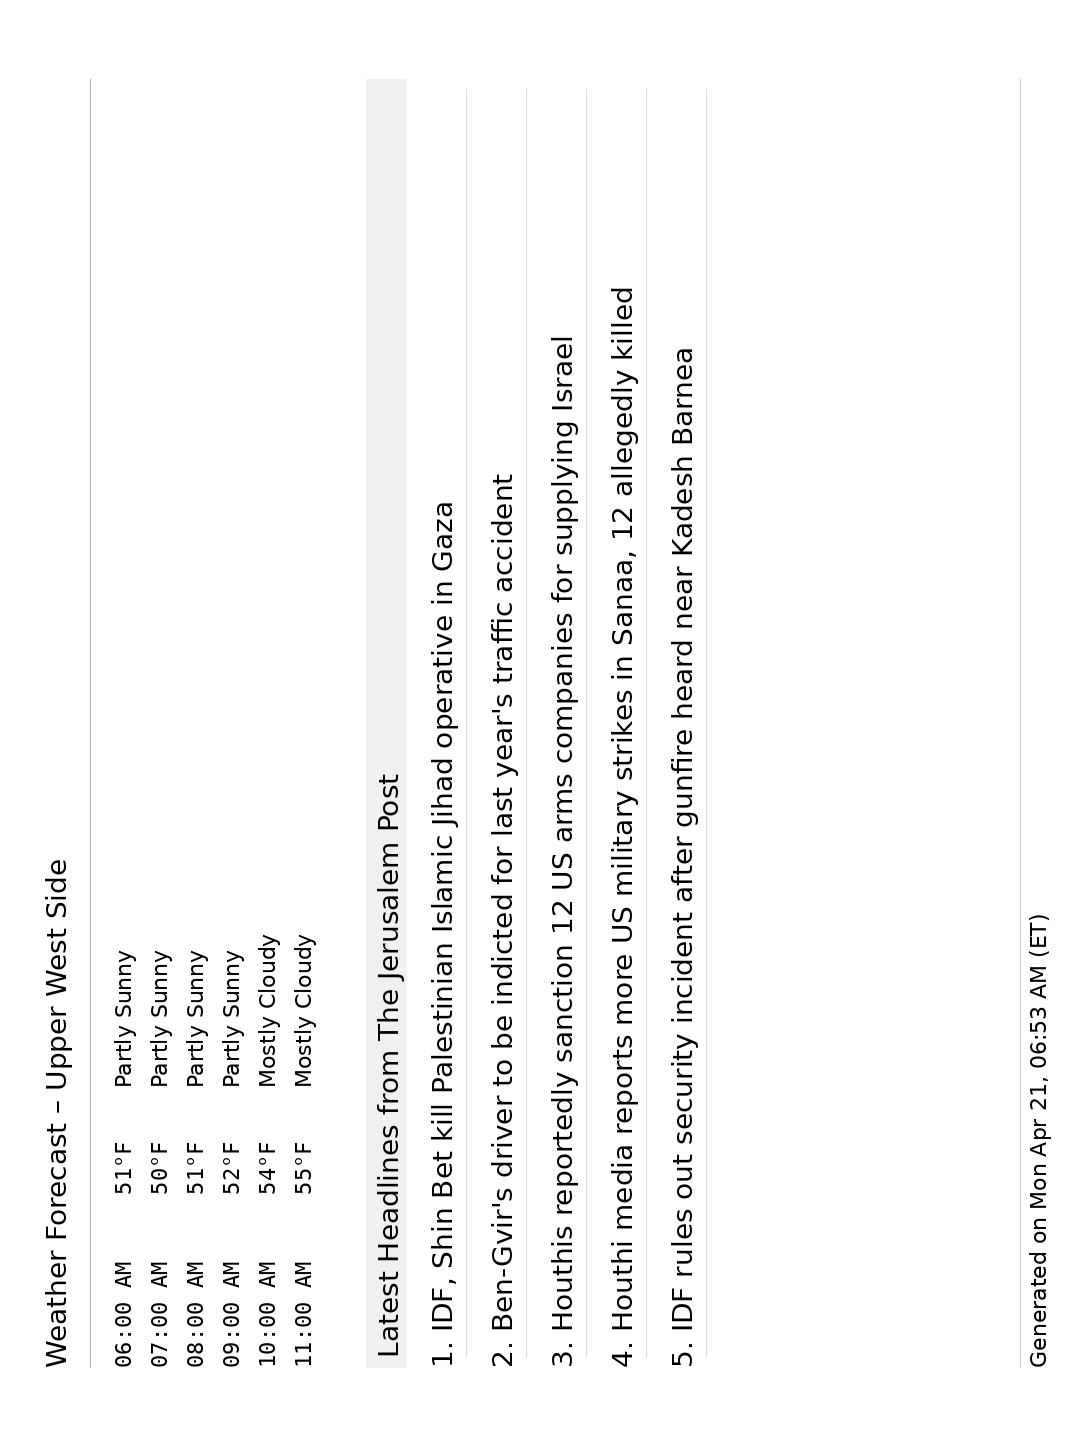 Weather Forecast – Upper West Side
06:00 AM 51°F Partly Sunny
07:00 AM 50°F Partly Sunny
08:00 AM 51°F Partly Sunny
09:00 AM 52°F Partly Sunny
10:00 AM 54°F Mostly Cloudy
11:00 AM 55°F Mostly Cloudy
Latest Headlines from The Jerusalem Post
1. IDF, Shin Bet kill Palestinian Islamic Jihad operative in Gaza
2. Ben-Gvir's driver to be indicted for last year's traffic accident
3. Houthis reportedly sanction 12 US arms companies for supplying Israel
4. Houthi media reports more US military strikes in Sanaa, 12 allegedly killed
5. IDF rules out security incident after gunfire heard near Kadesh Barnea
Generated on Mon Apr 21, 06:53 AM (ET)